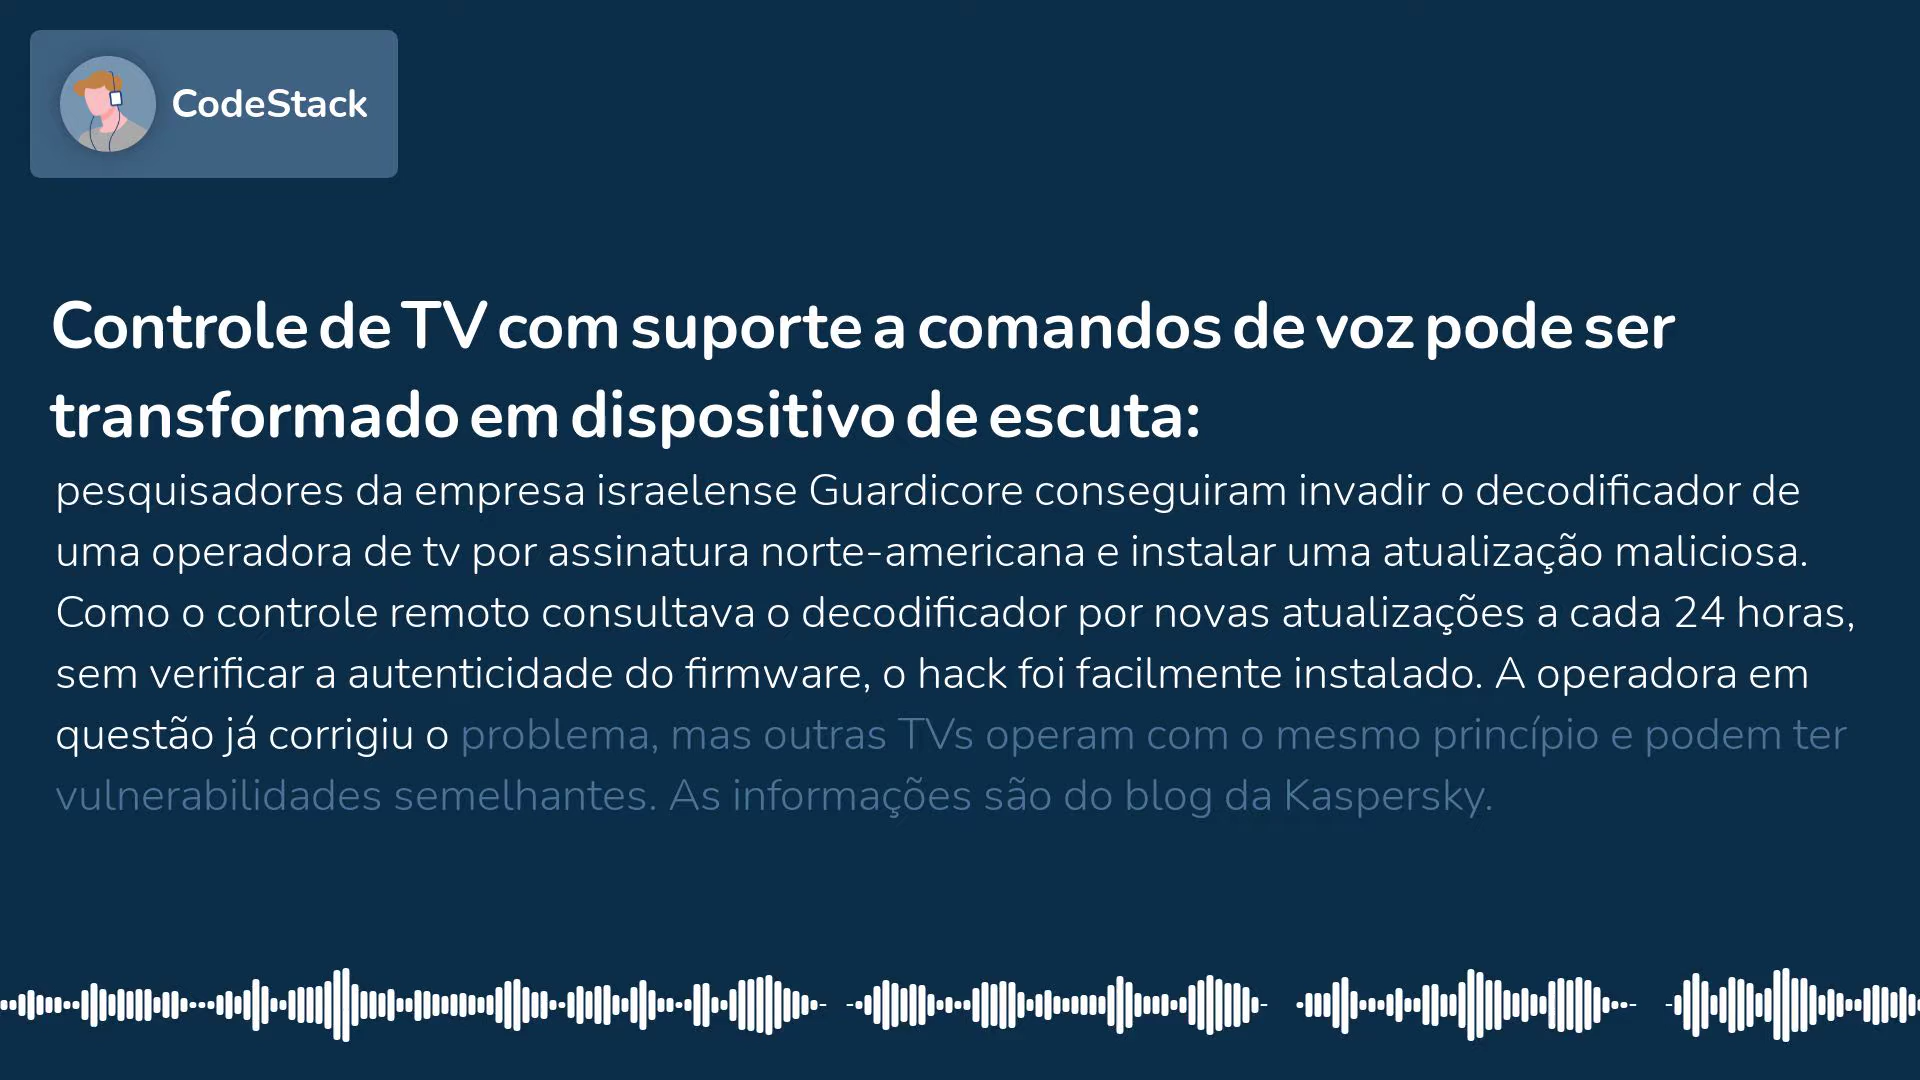 CodeStack
Controle de TV com suporte a comandos de voz pode ser
transformado em dispositivo de escuta:
pesquisadores da empresa israelense Guardicore conseguiram invadir o decodificador de
uma operadora de tv por assinatura norte-americana e instalar uma atualização maliciosa.
Como o controle remoto consultava o decodificador por novas atualizações a cada 24 horas,
sem verificar a autenticidade do firmware, o hack foi facilmente instalado. A operadora em
questão já corrigiu o problema, mas outras TVs operam com o mesmo princípio e podem ter
vulnerabilidades semelhantes. As informações são do blog da Kaspersky.